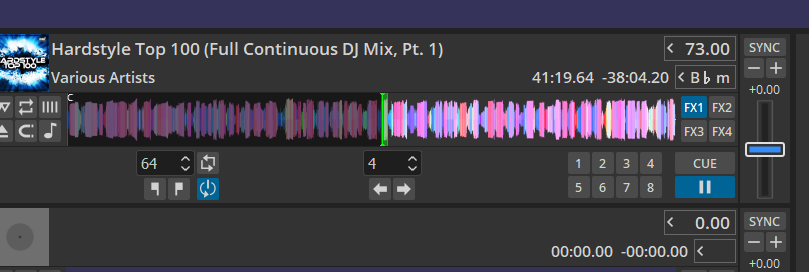 Hardstyle Top 100 (Full Continuous DJ Mix, Pt. 1)
73.00
SYNC
HARDSTYLE
TOP 100
Various Artists
41:19.64 -38:04.20
B♭m
+0.00
C
FX1 FX2
FX3 FX4
64
4
1 2 3 4
CUE
5 6 7 8
0.00
SYNC
00:00.00 -00:00.00
+0.00